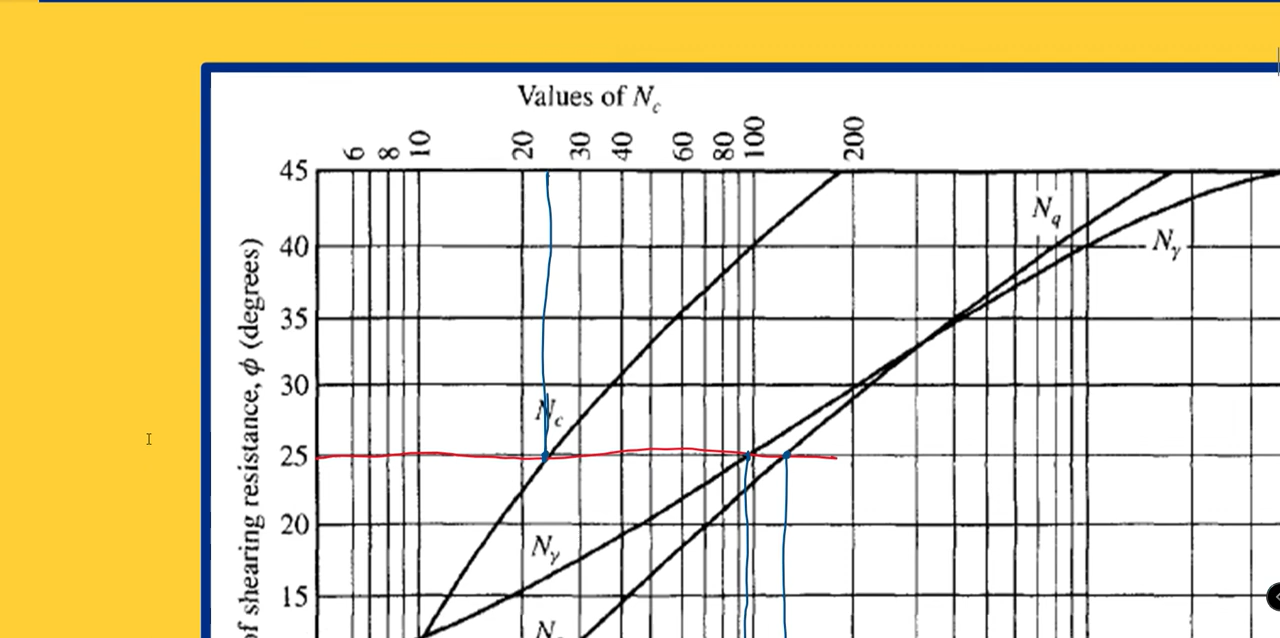 Values of N_c
6 8 10 20 30 40 60 80 100 200
45
N_q
40
N_γ
of shearing resistance, ϕ (degrees)
35
30
N_c
25
20
N_γ
15